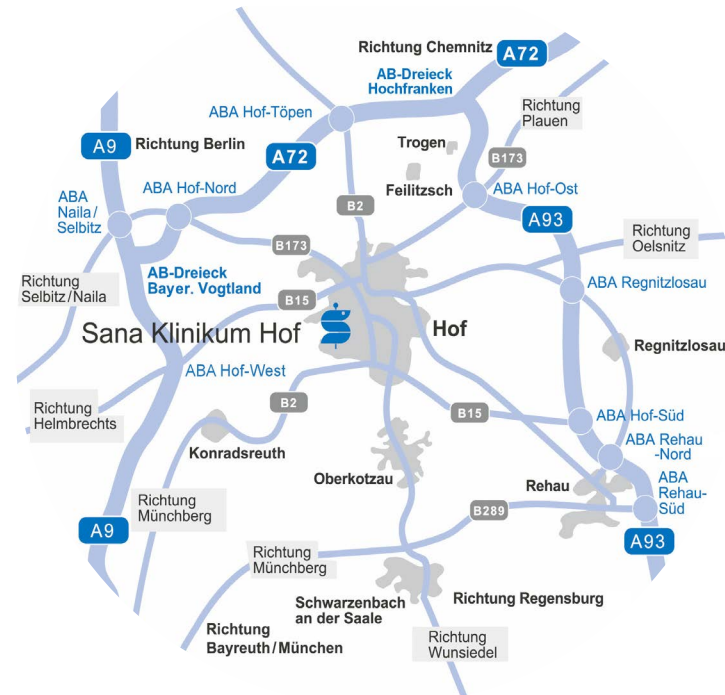 Richtung Chemnitz
A72
AB-Dreieck
Hochfranken
ABA Hof-Töpen
Richtung
Plauen
A9
Richtung Berlin
A72
Trogen
B173
Feilitzsch
ABA Hof-Ost
ABA
Naila/
Selbitz
ABA Hof-Nord
B2
A93
B173
Richtung
Oelsnitz
AB-Dreieck
Bayer. Vogtland
Richtung
Selbitz/Naila
ABA Regnitzlosau
B15
Sana Klinikum Hof
Hof
Regnitzlosau
ABA Hof-West
Richtung
Helmbrechts
B2
B15
ABA Hof-Süd
Konradsreuth
ABA Rehau
-Nord
Oberkotzau
Rehau
ABA
Rehau-
Süd
Richtung
Münchberg
B289
A9
A93
Richtung
Münchberg
Schwarzenbach
an der Saale
Richtung Regensburg
Richtung
Bayreuth/München
Richtung
Wunsiedel